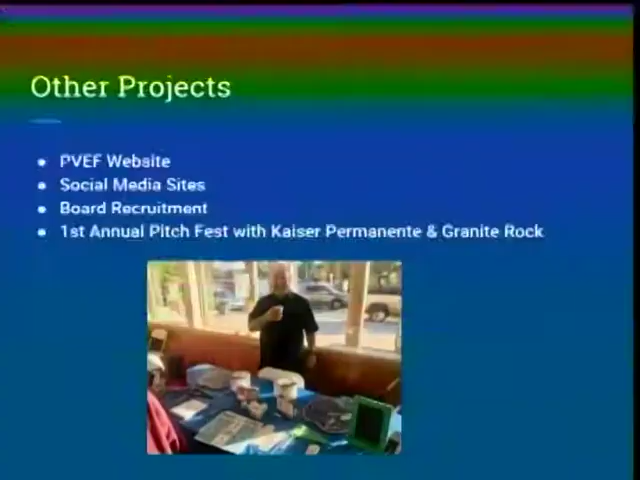 Other Projects
PVEF Website
Social Media Sites
Board Recruitment
1st Annual Pitch Fest with Kaiser Permanente & Granite Rock